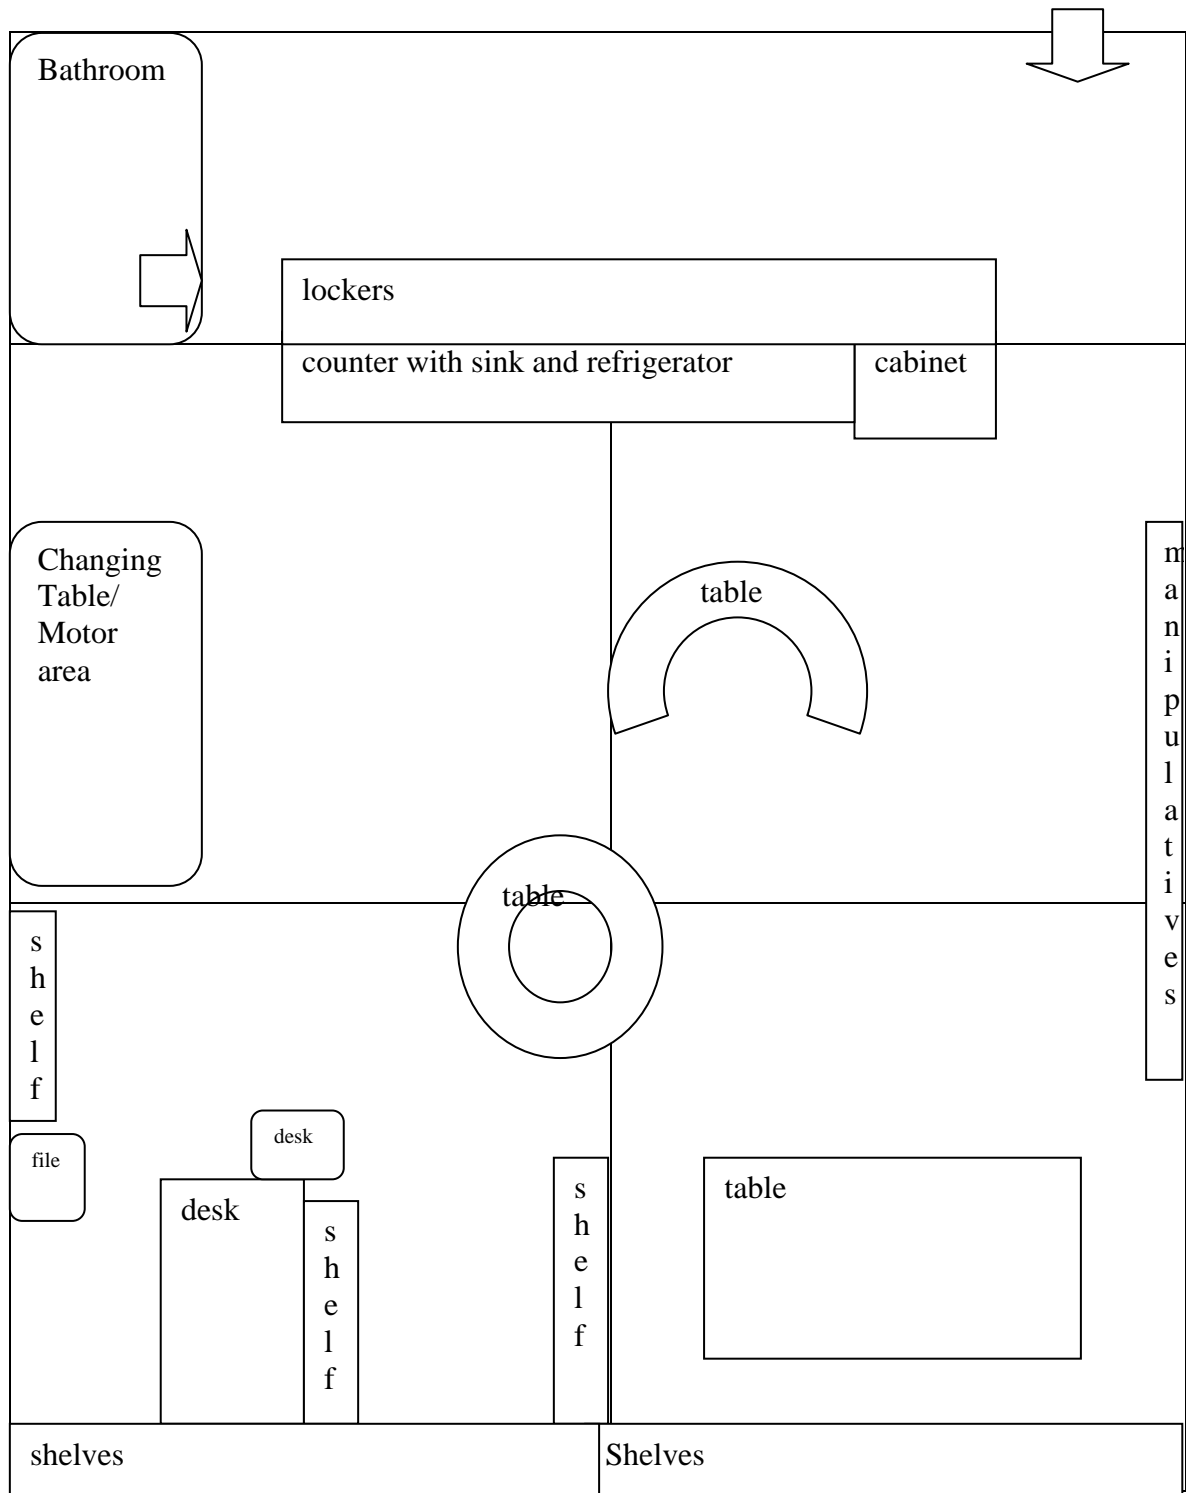 Bathroom
lockers
counter with sink and refrigerator
cabinet
Changing
Table/
Motor
area
table
manipulatives
table
shelf
file
desk
desk
shelf
shelf
table
shelves
Shelves